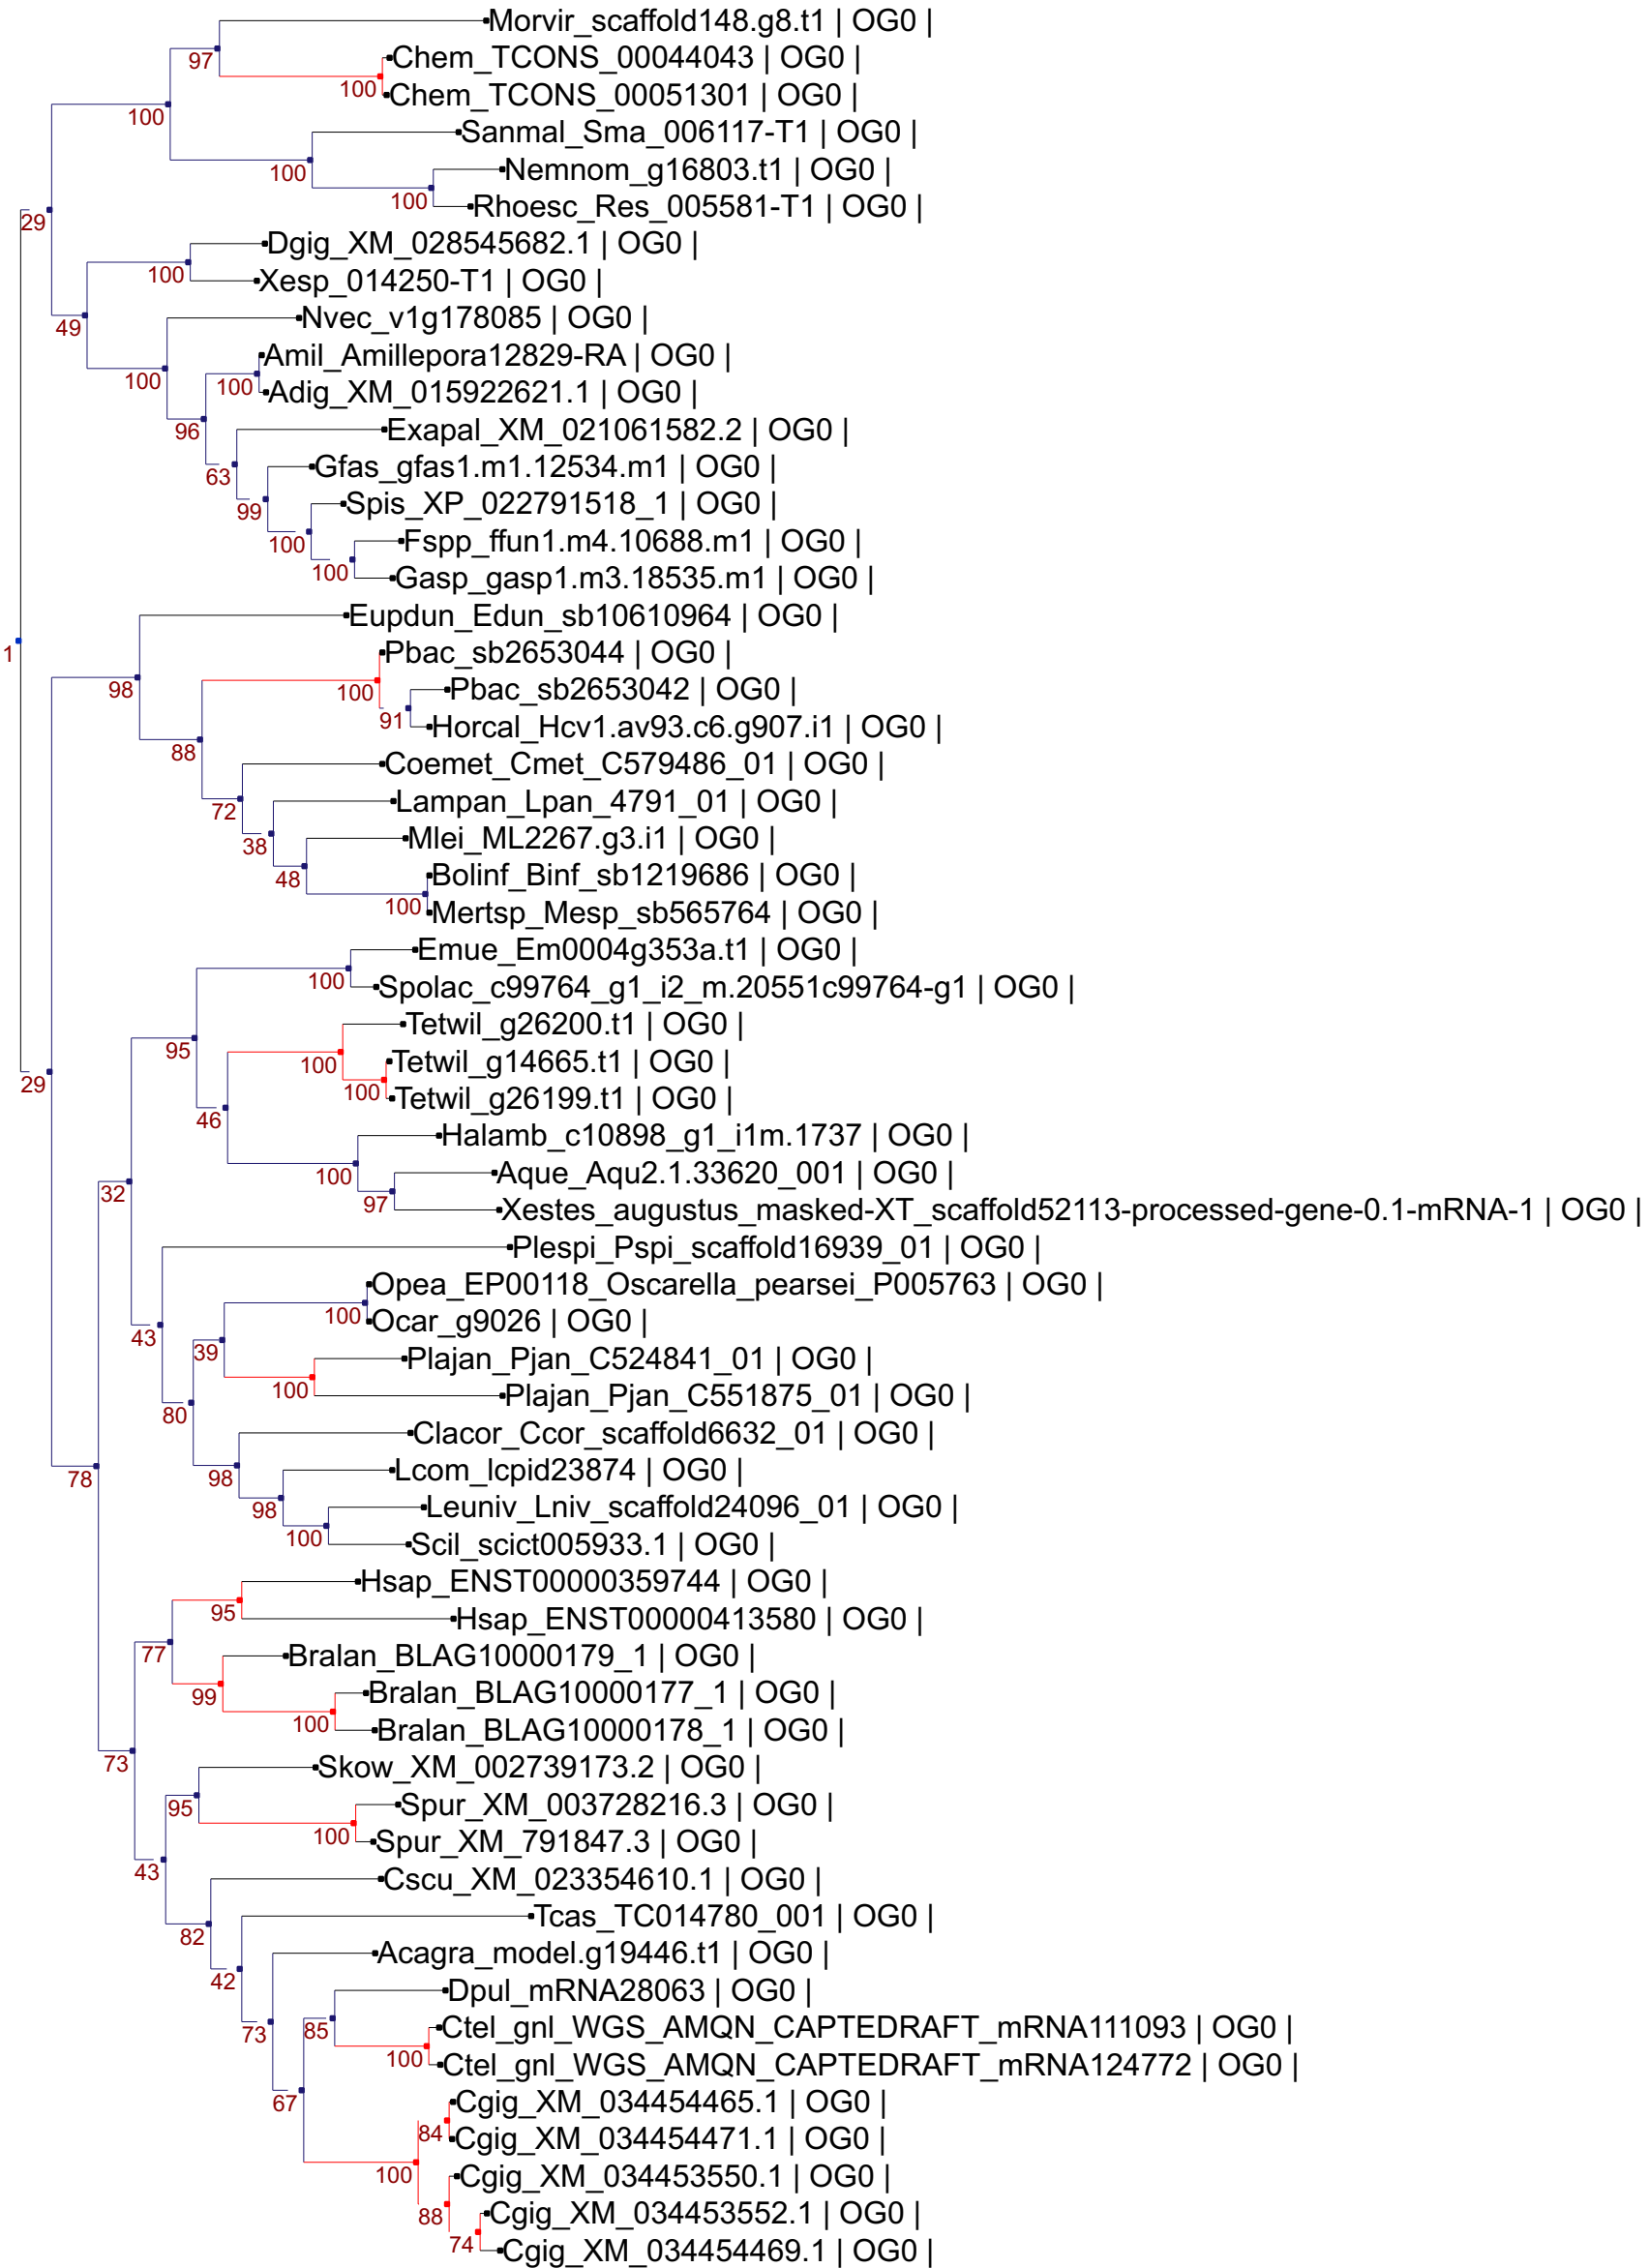 Morvir_scaffold148.g8.t1 | OG0 |
97
Chem_TCONS_00044043 | OG0 |
100
Chem_TCONS_00051301 | OG0 |
100
Sanmal_Sma_006117-T1 | OG0 |
100
Nemnom_g16803.t1 | OG0 |
100
Rhoesc_Res_005581-T1 | OG0 |
29
Dgig_XM_028545682.1 | OG0 |
100
Xesp_014250-T1 | OG0 |
49
Nvec_v1g178085 | OG0 |
Amil_Amillepora12829-RA | OG0 |
100
100
Adig_XM_015922621.1 | OG0 |
96
Exapal_XM_021061582.2 | OG0 |
63
Gfas_gfas1.m1.12534.m1 | OG0 |
99
Spis_XP_022791518_1 | OG0 |
100
Fspp_ffun1.m4.10688.m1 | OG0 |
100
Gasp_gasp1.m3.18535.m1 | OG0 |
Eupdun_Edun_sb10610964 | OG0 |
1
Pbac_sb2653044 | OG0 |
98
100
Pbac_sb2653042 | OG0 |
91
Horcal_Hcv1.av93.c6.g907.i1 | OG0 |
88
Coemet_Cmet_C579486_01 | OG0 |
72
Lampan_Lpan_4791_01 | OG0 |
38
Mlei_ML2267.g3.i1 | OG0 |
48
Bolinf_Binf_sb1219686 | OG0 |
100
Mertsp_Mesp_sb565764 | OG0 |
Emue_Em0004g353a.t1 | OG0 |
100
Spolac_c99764_g1_i2_m.20551c99764-g1 | OG0 |
Tetwil_g26200.t1 | OG0 |
95
100
Tetwil_g14665.t1 | OG0 |
29
100
Tetwil_g26199.t1 | OG0 |
46
Halamb_c10898_g1_i1m.1737 | OG0 |
100
Aque_Aqu2.1.33620_001 | OG0 |
32
97
Xestes_augustus_masked-XT_scaffold52113-processed-gene-0.1-mRNA-1 | OG0 |
Plespi_Pspi_scaffold16939_01 | OG0 |
Opea_EP00118_Oscarella_pearsei_P005763 | OG0 |
100
Ocar_g9026 | OG0 |
43
39
Plajan_Pjan_C524841_01 | OG0 |
100
Plajan_Pjan_C551875_01 | OG0 |
80
Clacor_Ccor_scaffold6632_01 | OG0 |
78
98
Lcom_lcpid23874 | OG0 |
98
Leuniv_Lniv_scaffold24096_01 | OG0 |
100
Scil_scict005933.1 | OG0 |
Hsap_ENST00000359744 | OG0 |
95
Hsap_ENST00000413580 | OG0 |
77
Bralan_BLAG10000179_1 | OG0 |
99
Bralan_BLAG10000177_1 | OG0 |
100
Bralan_BLAG10000178_1 | OG0 |
73
Skow_XM_002739173.2 | OG0 |
95
Spur_XM_003728216.3 | OG0 |
100
Spur_XM_791847.3 | OG0 |
43
Cscu_XM_023354610.1 | OG0 |
Tcas_TC014780_001 | OG0 |
82
Acagra_model.g19446.t1 | OG0 |
42
Dpul_mRNA28063 | OG0 |
73
85
Ctel_gnl_WGS_AMQN_CAPTEDRAFT_mRNA111093 | OG0 |
100
Ctel_gnl_WGS_AMQN_CAPTEDRAFT_mRNA124772 | OG0 |
67
Cgig_XM_034454465.1 | OG0 |
84
Cgig_XM_034454471.1 | OG0 |
100
Cgig_XM_034453550.1 | OG0 |
88
Cgig_XM_034453552.1 | OG0 |
74
Cgig_XM_034454469.1 | OG0 |